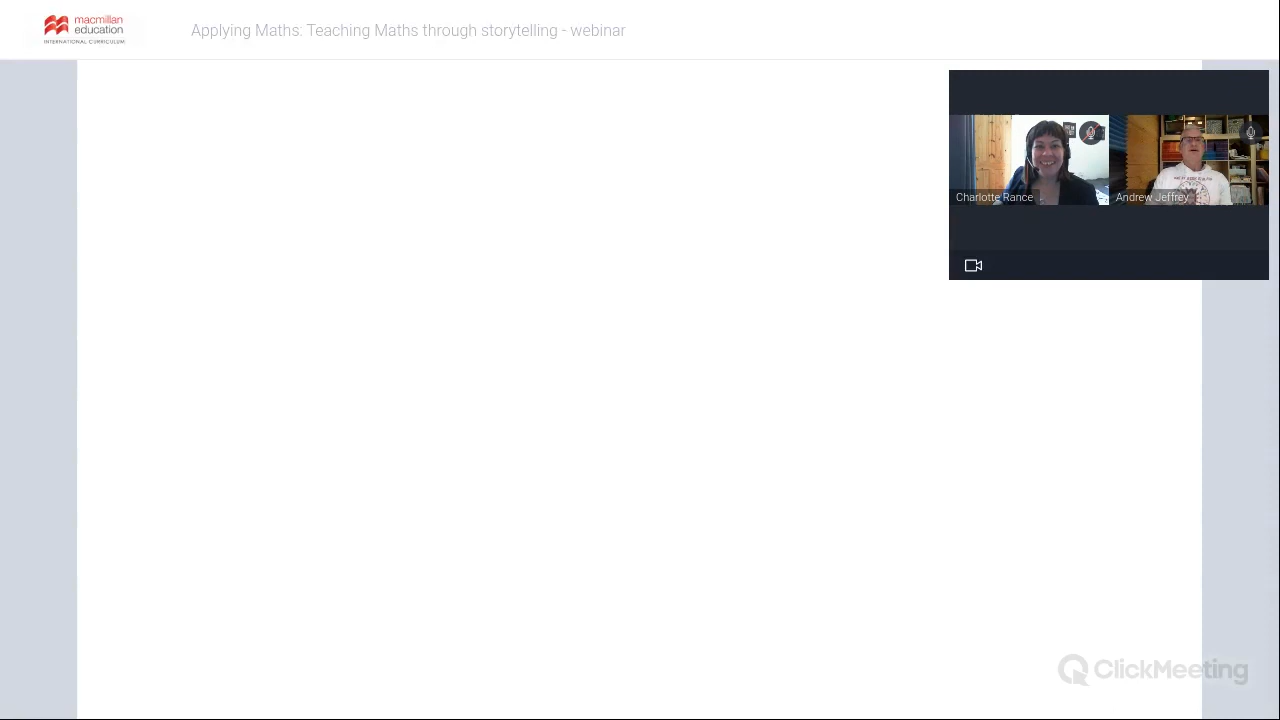 macmillan
education
INTERNATIONAL CURRICULUM
Applying Maths: Teaching Maths through storytelling - webinar
Charlotte Rance
Andrew Jeffrey
ClickMeeting